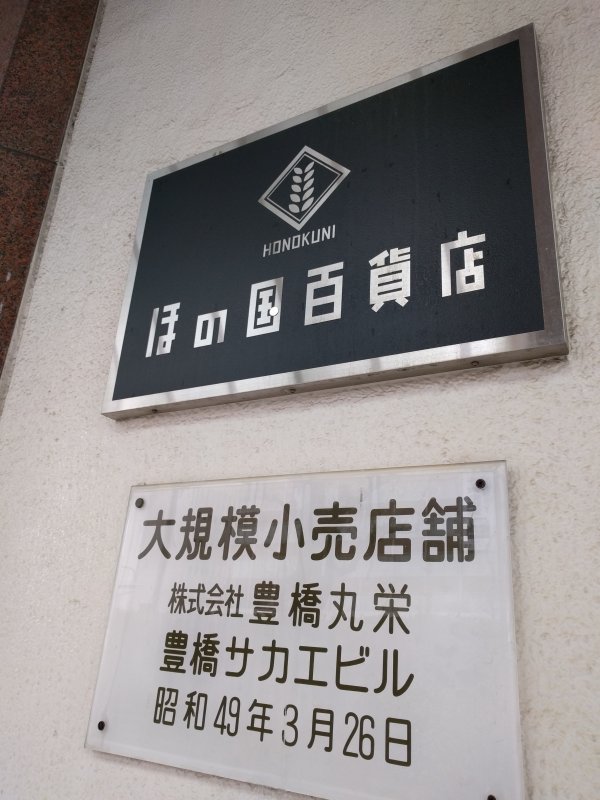 HONOKUNI
ほの国百貨店
大規模小売店舗
株式会社豊橋丸栄
豊橋サカエビル
昭和49年3月26日